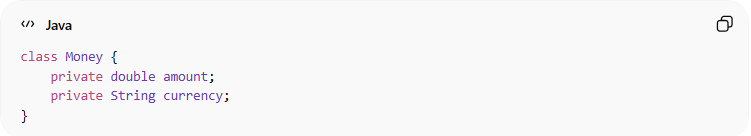 </> Java
class Money {
    private double amount;
    private String currency;
}